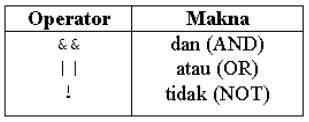 Operator Makna
&& dan (AND)
|| atau (OR)
! tidak (NOT)